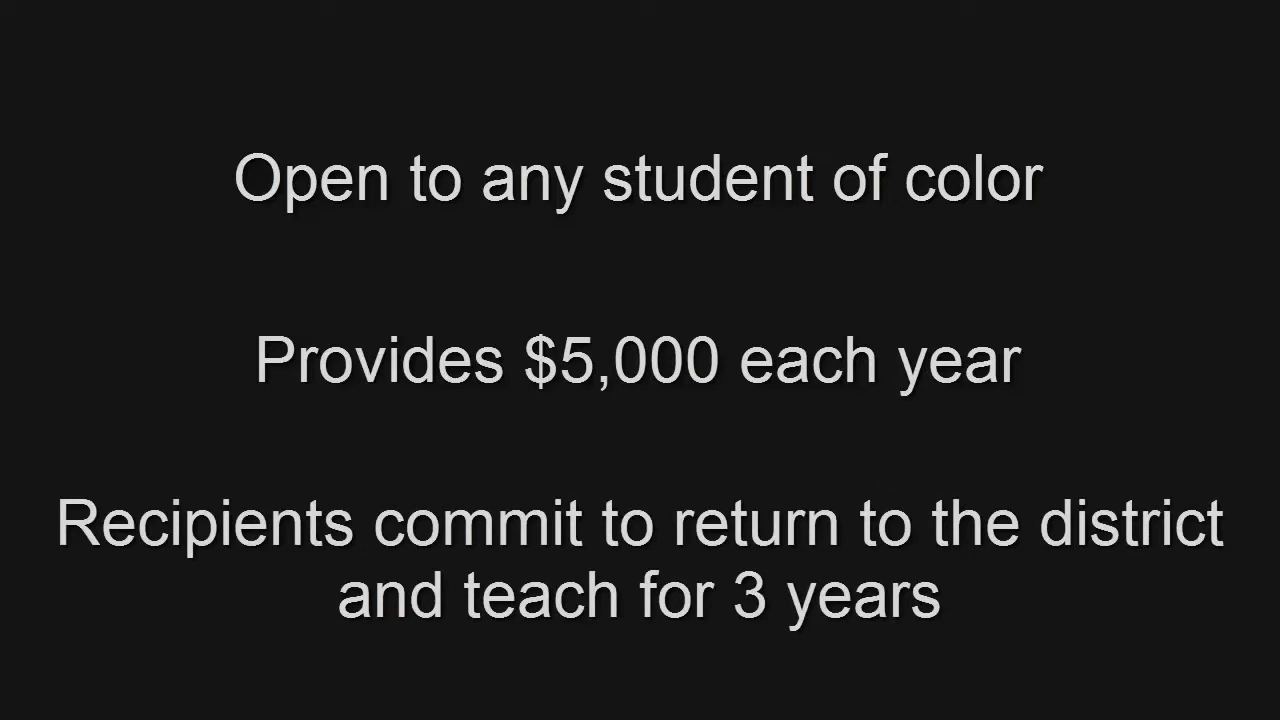 Open to any student of color
Provides $5,000 each year
Recipients commit to return to the district
and teach for 3 years